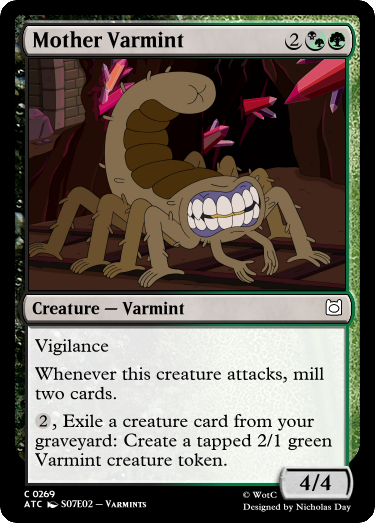 Mother Varmint 2
Creature — Varmint
Vigilance
Whenever this creature attacks, mill
two cards.
2, Exile a creature card from your
graveyard: Create a tapped 2/1 green
Varmint creature token.
4/4
C 0269
ATC S07E02 – Varmints
© WotC
Designed by Nicholas Day